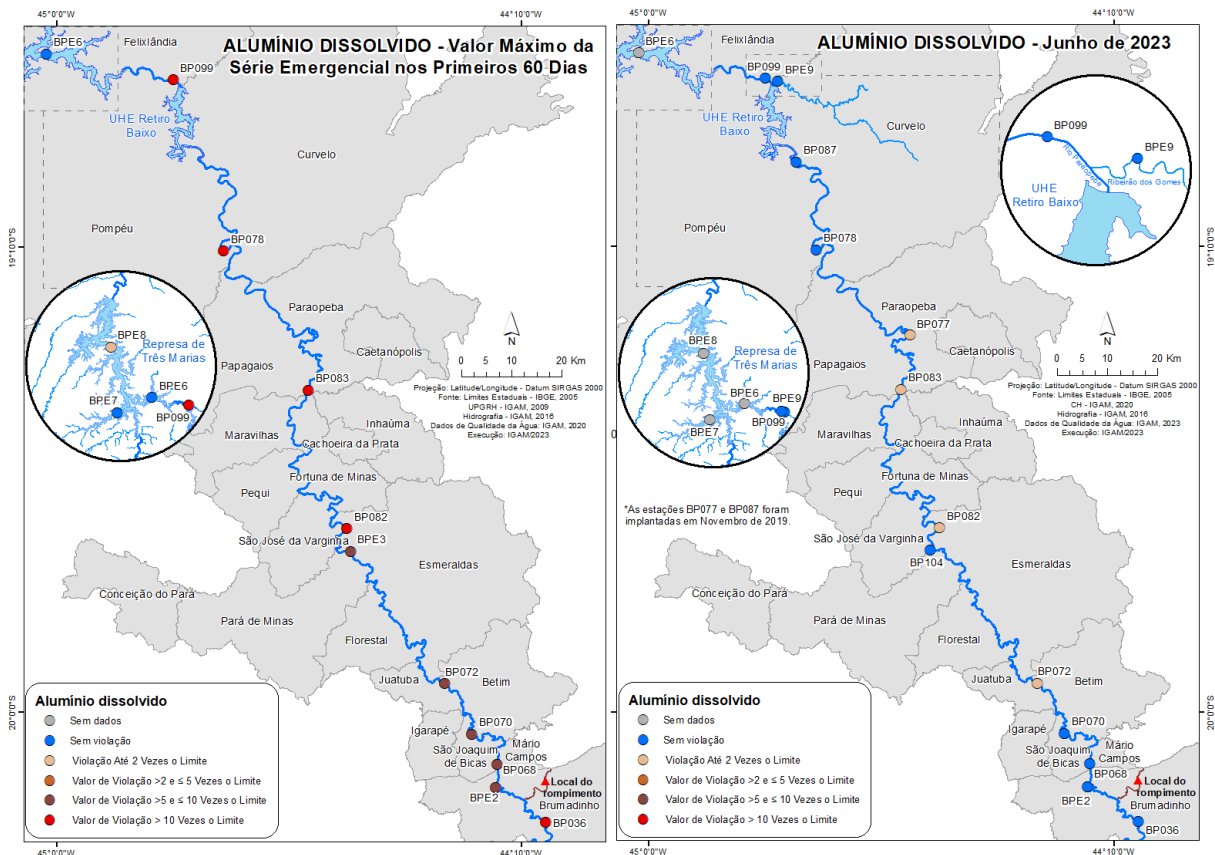 45°0'0"W
44°10'0"W
ALUMÍNIO DISSOLVIDO - Valor Máximo da
Série Emergencial nos Primeiros 60 Dias
BPE6
Felixlândia
BP099
UHE Retiro
Baixo
Curvelo
Pompéu
BP078
19°10'0"S
Paraopeba
BPE8
Represa de
Três Marias
BPE6
BPE7
BP099
Caetanópolis
Papagaios
N
0 5 10 20 Km
Projeção: Latitude/Longitude - Datum SIRGAS 2000
Fonte: Limites Estaduais - IBGE, 2005
UPGRH - IGAM, 2009
Hidrografia - IGAM, 2016
Dados de Qualidade da Água: IGAM, 2020
Execução: IGAM/2023
BP083
Inhaúma
Maravilhas
Cachoeira da Prata
Fortuna de Minas
Pequi
BP082
São José da Varginha
BPE3
Esmeraldas
Conceição do Pará
Pará de Minas
Florestal
BP072
Juatuba
Betim
20°0'0"S
Igarapé
BP070
São Joaquim
de Bicas
Mário
Campos
BP068
Local do
rompimento
BPE2
Brumadinho
BP036
Alumínio dissolvido
Sem dados
Sem violação
Violação Até 2 Vezes o Limite
Valor de Violação >2 e ≤ 5 Vezes o Limite
Valor de Violação >5 e ≤ 10 Vezes o Limite
Valor de Violação > 10 Vezes o Limite
45°0'0"W
44°10'0"W
45°0'0"W
44°10'0"W
ALUMÍNIO DISSOLVIDO - Junho de 2023
BPE6
Felixlândia
BP099
BPE9
UHE Retiro
Baixo
BP087
Curvelo
BP099
BPE9
Rio Paraopeba
Ribeirão dos Gomes
UHE
Retiro Baixo
Pompéu
BP078
19°10'0"S
Paraopeba
BP077
BPE8
Represa de
Três Marias
BPE6
BPE9
BPE7
BP099
Caetanópolis
Papagaios
N
0 5 10 20 Km
Projeção: Latitude/Longitude - Datum SIRGAS 2000
Fonte: Limites Estaduais - IBGE, 2005
CH - IGAM, 2020
Hidrografia - IGAM, 2016
Dados de Qualidade da Água: IGAM, 2023
Execução: IGAM/2023
BP083
Inhaúma
Maravilhas
Cachoeira da Prata
Fortuna de Minas
Pequi
*As estações BP077 e BP087 foram
implantadas em Novembro de 2019.
BP082
São José da Varginha
BP104
Esmeraldas
Conceição do Pará
Pará de Minas
Florestal
BP072
Juatuba
Betim
20°0'0"S
Igarapé
BP070
São Joaquim
de Bicas
Mário
Campos
BP068
Local do
rompimento
BPE2
Brumadinho
BP036
Alumínio dissolvido
Sem dados
Sem violação
Violação Até 2 Vezes o Limite
Valor de Violação >2 e ≤ 5 Vezes o Limite
Valor de Violação >5 e ≤ 10 Vezes o Limite
Valor de Violação > 10 Vezes o Limite
45°0'0"W
44°10'0"W